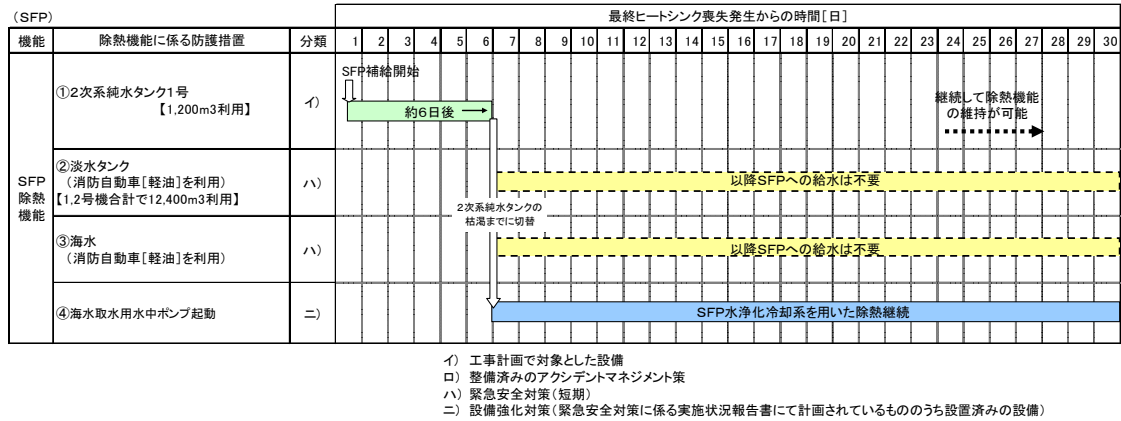 (SFP)
最終ヒートシンク喪失発生からの時間[日]
機能 除熱機能に係る防護措置 分類 1 2 3 4 5 6 7 8 9 10 11 12 13 14 15 16 17 18 19 20 21 22 23 24 25 26 27 28 29 30
SFP
除熱
機能
①2次系純水タンク1号
【1,200m3利用】
イ)
SFP補給開始
約6日後
継続して除熱機能
の維持が可能
②淡水タンク
(消防自動車[軽油]を利用)
【1,2号機合計で12,400m3利用】
ハ)
以降SFPへの給水は不要
2次系純水タンクの
枯渇までに切替
③海水
(消防自動車[軽油]を利用)
ハ)
以降SFPへの給水は不要
④海水取水用水中ポンプ起動
ニ)
SFP水浄化冷却系を用いた除熱継続
イ) 工事計画で対象とした設備
ロ) 整備済みのアクシデントマネジメント策
ハ) 緊急安全対策(短期)
ニ) 設備強化対策(緊急安全対策に係る実施状況報告書にて計画されているもののうち設置済みの設備)